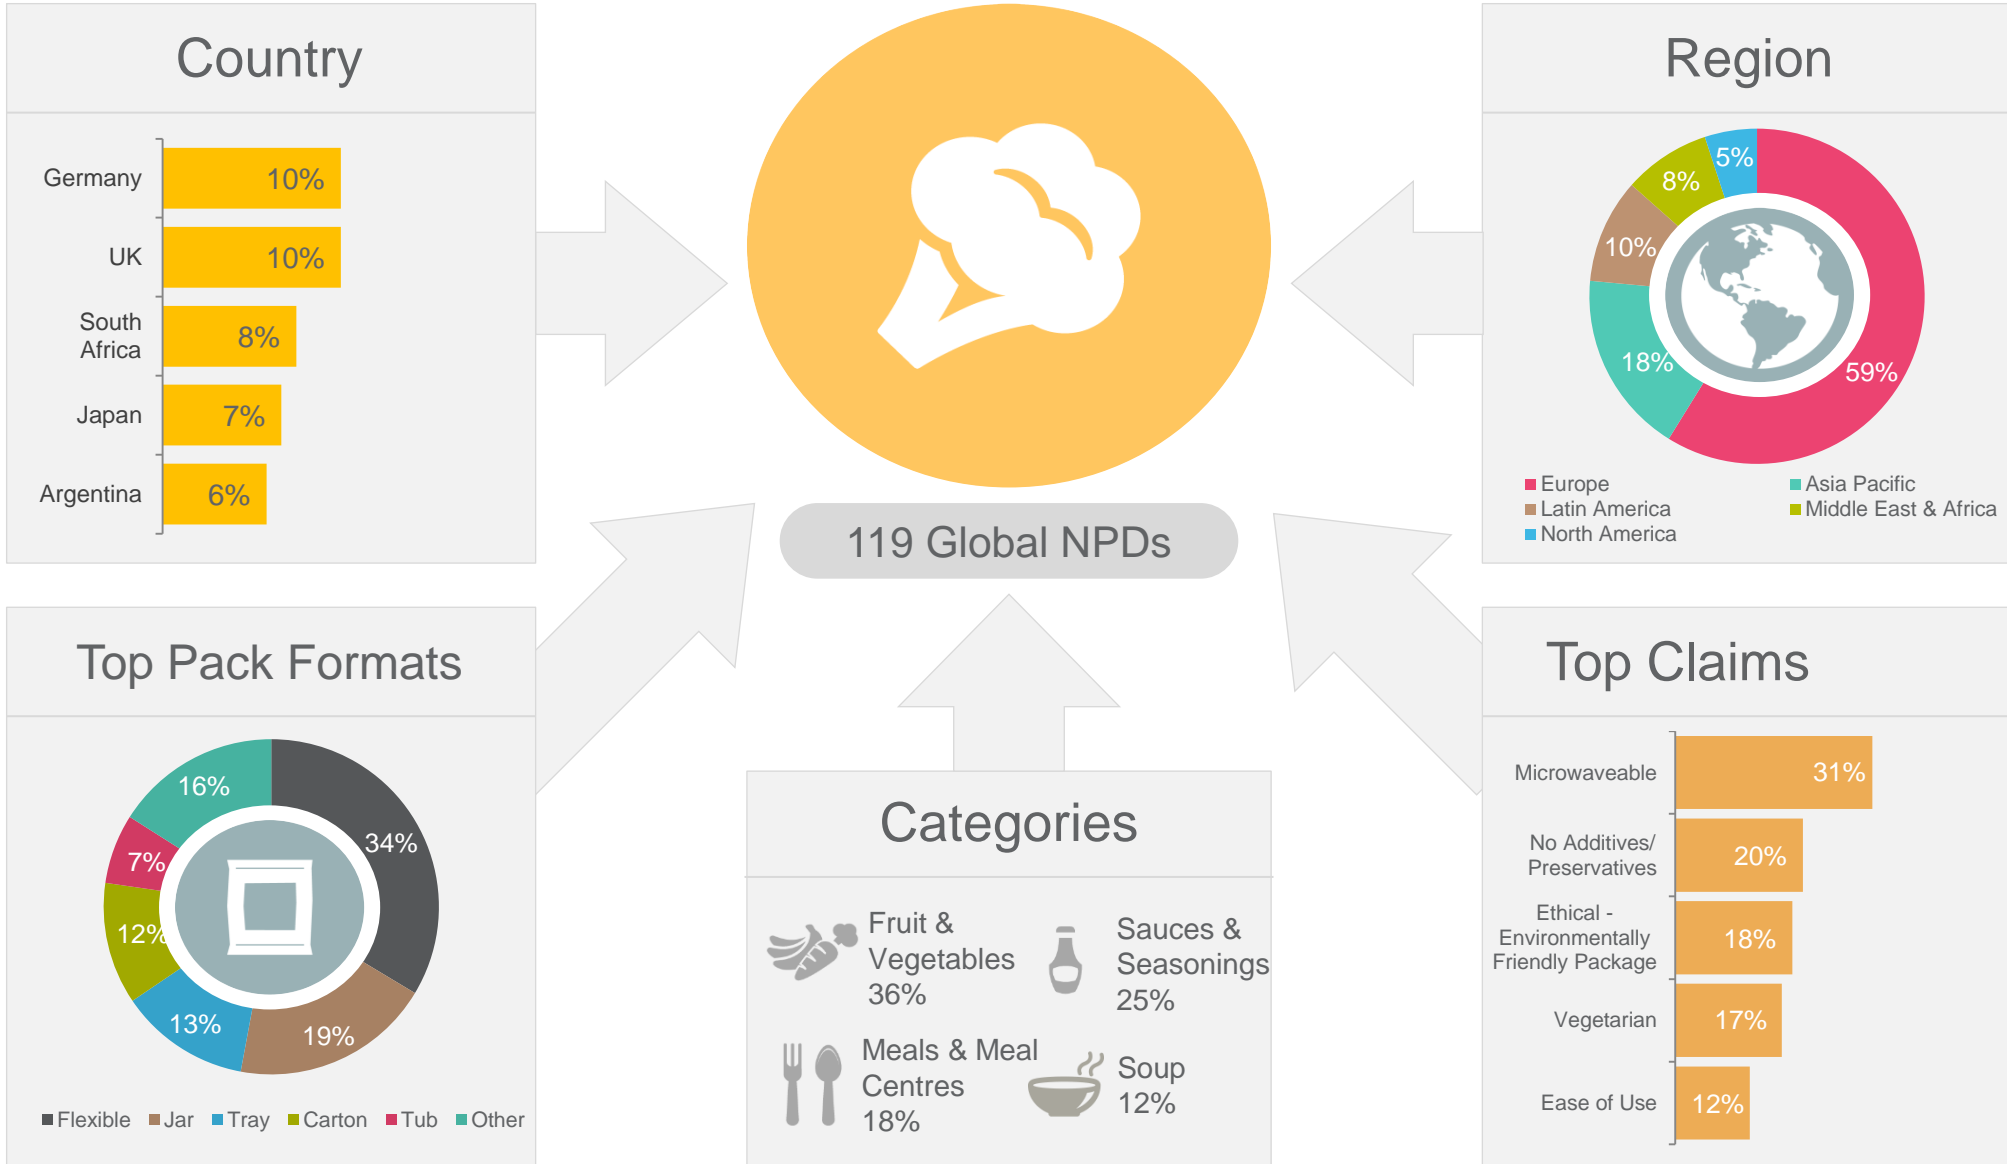 Country
Germany
10%
UK
10%
South
Africa
8%
Japan
7%
Argentina
6%
119 Global NPDs
Region
5%
8%
10%
18%
59%
Europe
Asia Pacific
Latin America
Middle East & Africa
North America
Top Pack Formats
16%
34%
7%
12%
13%
19%
Flexible
Jar
Tray
Carton
Tub
Other
Categories
Fruit &
Vegetables
36%
Sauces &
Seasonings
25%
Meals & Meal
Centres
18%
Soup
12%
Top Claims
Microwaveable
31%
No Additives/
Preservatives
20%
Ethical -
Environmentally
Friendly Package
18%
Vegetarian
17%
Ease of Use
12%